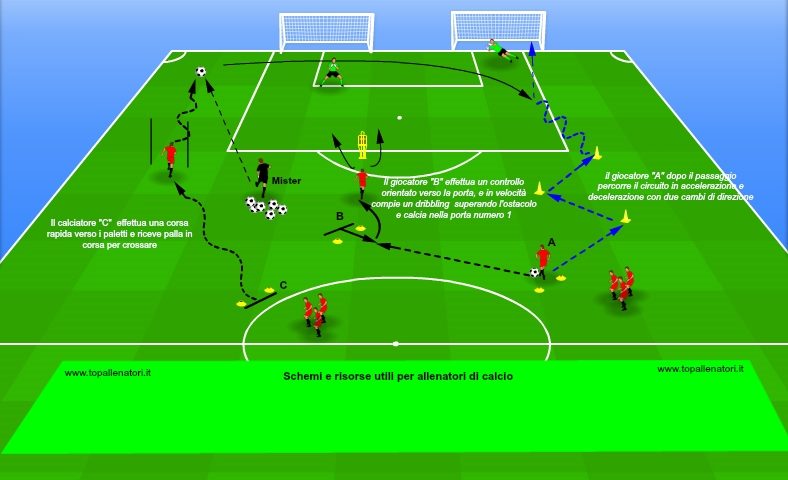 Mister
Il giocatore "B" effettua un controllo
orientato verso la porta, e in velocità
compie un dribbling superando l'ostacolo
e calcia nella porta numero 1
il giocatore "A" dopo il passaggio
percorre il circuito in accelerazione e
decelerazione con due cambi di direzione
Il calciatore "C" effettua una corsa
rapida verso i paletti e riceve palla in
corsa per crossare
B
A
C
www.topallenatori.it
Schemi e risorse utili per allenatori di calcio
www.topallenatori.it